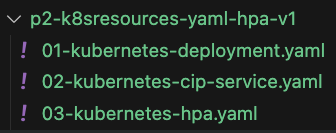 p2-k8sresources-yaml-hpa-v1
! 01-kubernetes-deployment.yaml
! 02-kubernetes-cip-service.yaml
! 03-kubernetes-hpa.yaml